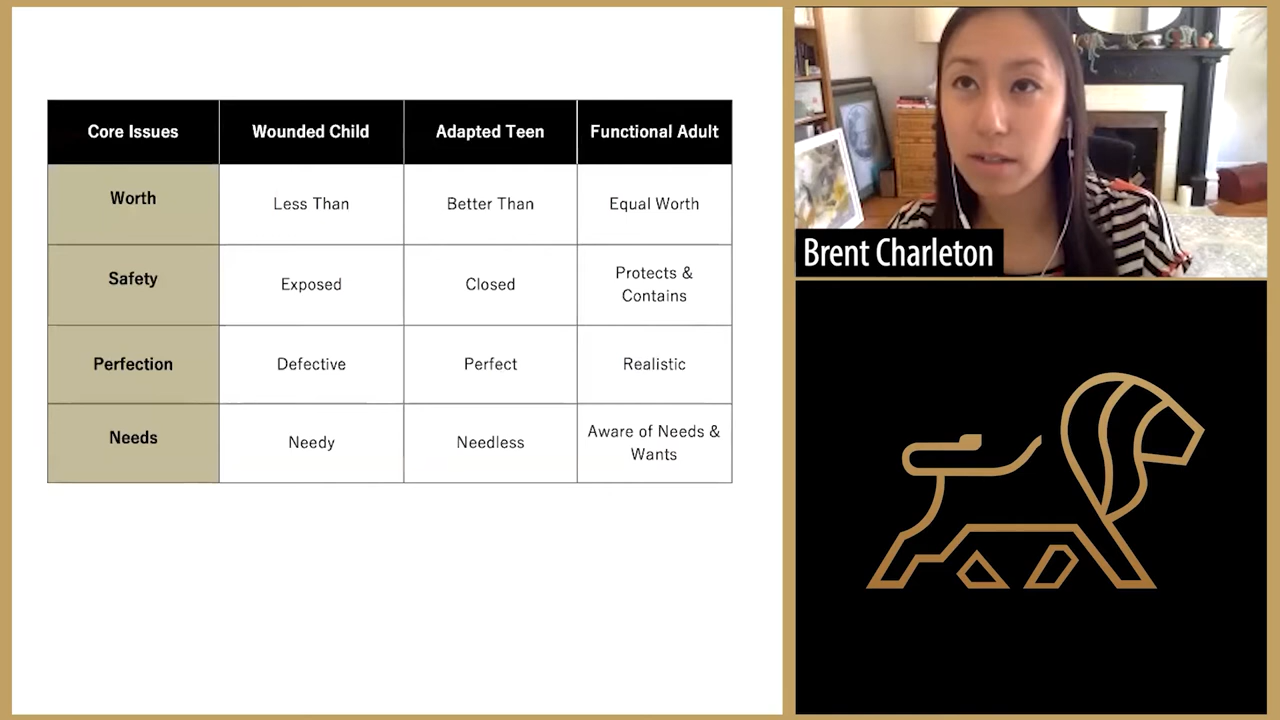 Core Issues Wounded Child Adapted Teen Functional Adult
Worth Less Than Better Than Equal Worth
Safety Exposed Closed Protects &
Contains
Perfection Defective Perfect Realistic
Needs Needy Needless Aware of Needs &
Wants
Brent Charleton